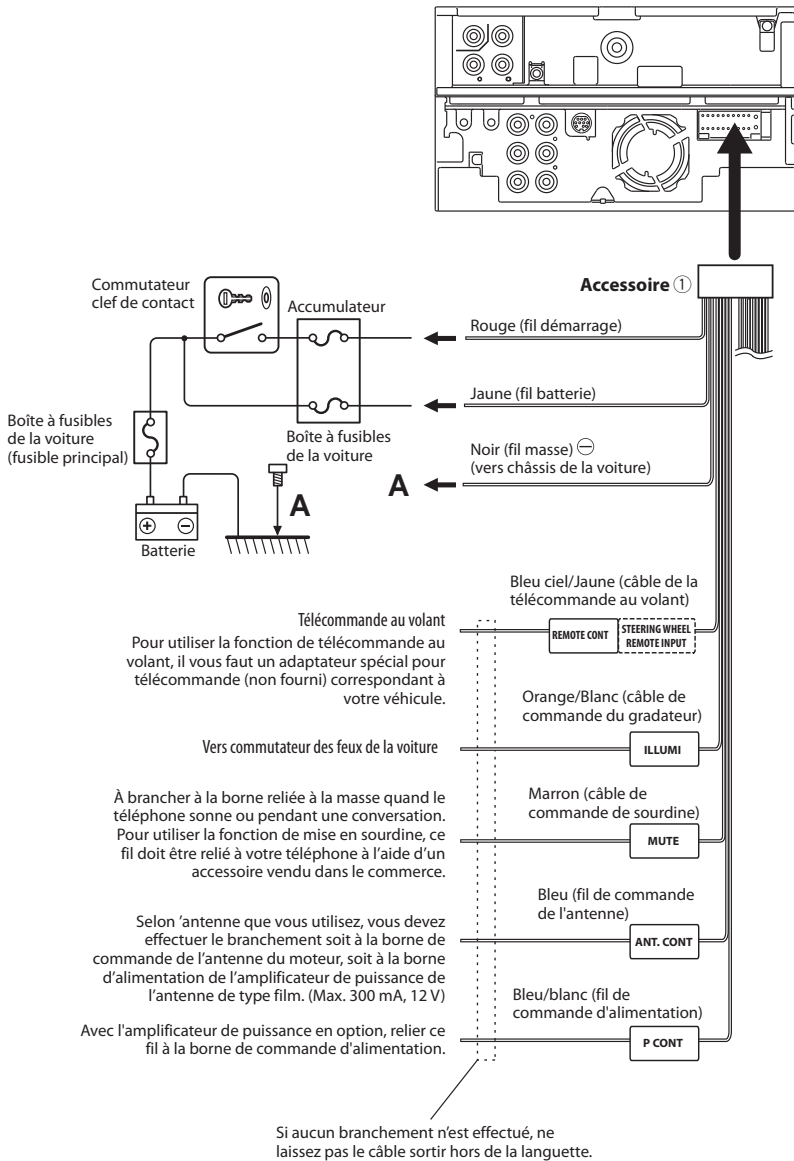 Accessoire ①
Commutateur
clef de contact
Accumulateur
Rouge (fil démarrage)
Jaune (fil batterie)
Boîte à fusibles
de la voiture
(fusible principal)
Boîte à fusibles
de la voiture
Noir (fil masse) ⊖
(vers châssis de la voiture)
A
A
+
−
Batterie
Bleu ciel/Jaune (câble de la
télécommande au volant)
Télécommande au volant
REMOTE CONT
STEERING WHEEL
REMOTE INPUT
Pour utiliser la fonction de télécommande au
volant, il vous faut un adaptateur spécial pour
télécommande (non fourni) correspondant à
votre véhicule.
Orange/Blanc (câble de
commande du gradateur)
Vers commutateur des feux de la voiture
ILLUMI
Marron (câble de
commande de sourdine)
À brancher à la borne reliée à la masse quand le
téléphone sonne ou pendant une conversation.
Pour utiliser la fonction de mise en sourdine, ce
fil doit être relié à votre téléphone à l’aide d’un
accessoire vendu dans le commerce.
MUTE
Bleu (fil de commande
de l'antenne)
Selon ’antenne que vous utilisez, vous devez
effectuer le branchement soit à la borne de
commande de l’antenne du moteur, soit à la borne
d’alimentation de l’amplificateur de puissance de
l’antenne de type film. (Max. 300 mA, 12 V)
ANT. CONT
Bleu/blanc (fil de
commande d'alimentation)
Avec l'amplificateur de puissance en option, relier ce
fil à la borne de commande d'alimentation.
P CONT
Si aucun branchement n’est effectué, ne
laissez pas le câble sortir hors de la languette.